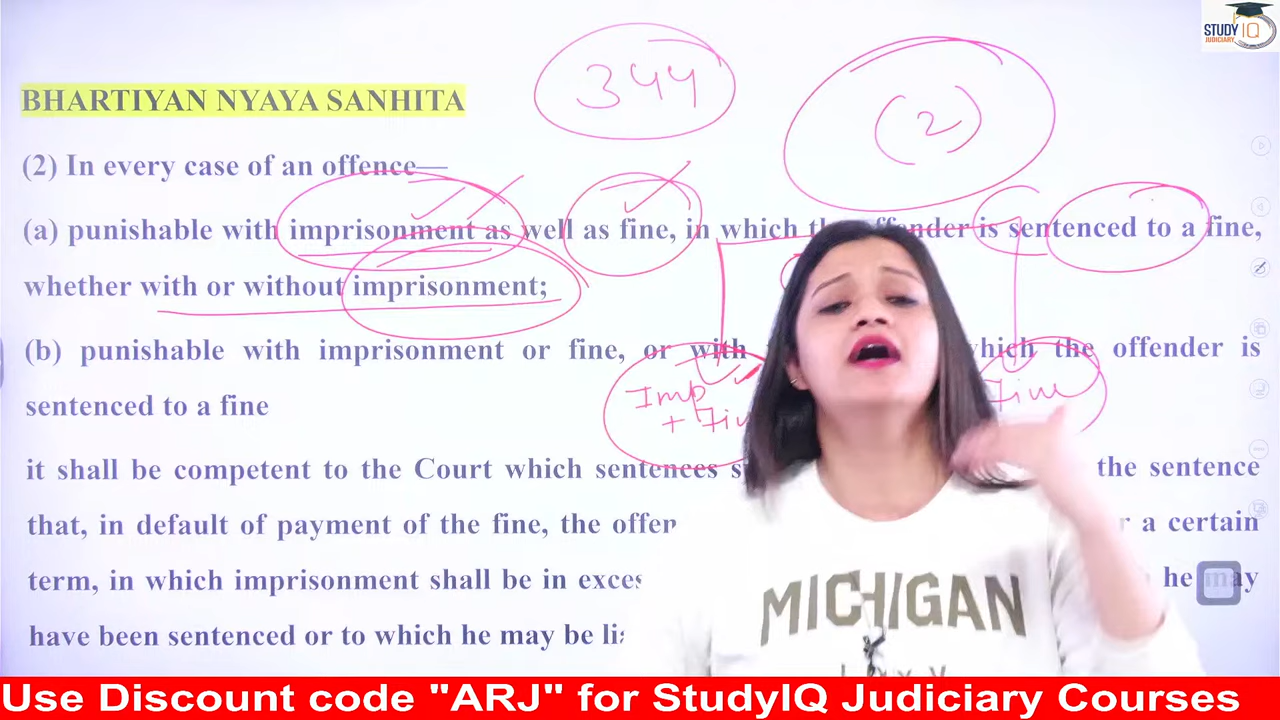 STUDY IQ
JUDICIARY
344
(2)
BHARTIYAN NYAYA SANHITA
(2) In every case of an offence—
(a) punishable with imprisonment as well as fine, in which the offender is sentenced to a fine,
whether with or without imprisonment;
(b) punishable with imprisonment or fine, or with which the offender is
Imp
+ Fin
Fine
sentenced to a fine
it shall be competent to the Court which sentences the sentence
that, in default of payment of the fine, the offen a certain
term, in which imprisonment shall be in exces he may
have been sentenced or to which he may be lia
MICHIGAN
Use Discount code "ARJ" for StudyIQ Judiciary Courses